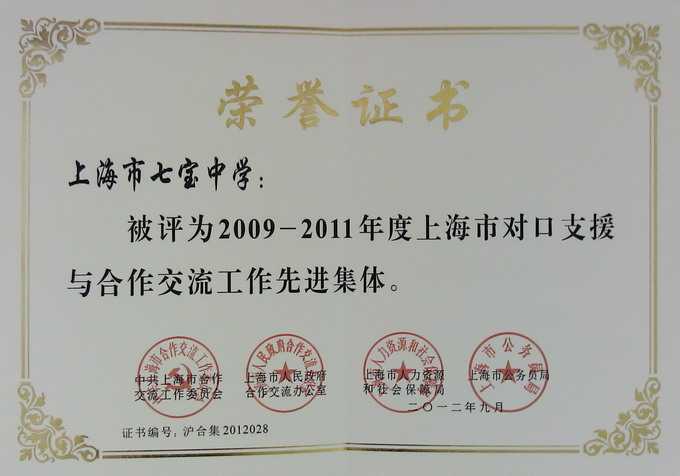 荣誉证书
上海市七宝中学：
被评为2009-2011年度上海市对口支援
与合作交流工作先进集体。
中共上海市合作
交流工作委员会
上海市人民政府
合作交流办公室
上海市人力资源
和社会保障局
上海市公务员局
二〇一二年九月
证书编号：沪合集2012028